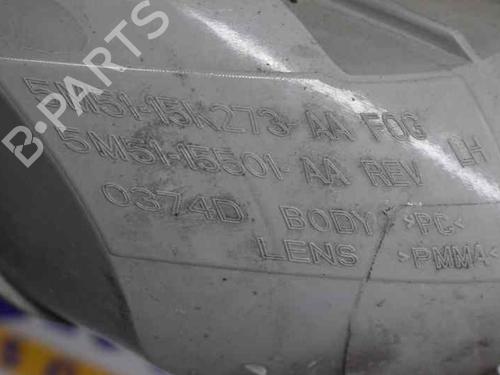 B-PARTS
5M51-15K273-AA FOG
5M51-15501-AA REV LH
0374D BODY >PC<
LENS >PMMA<